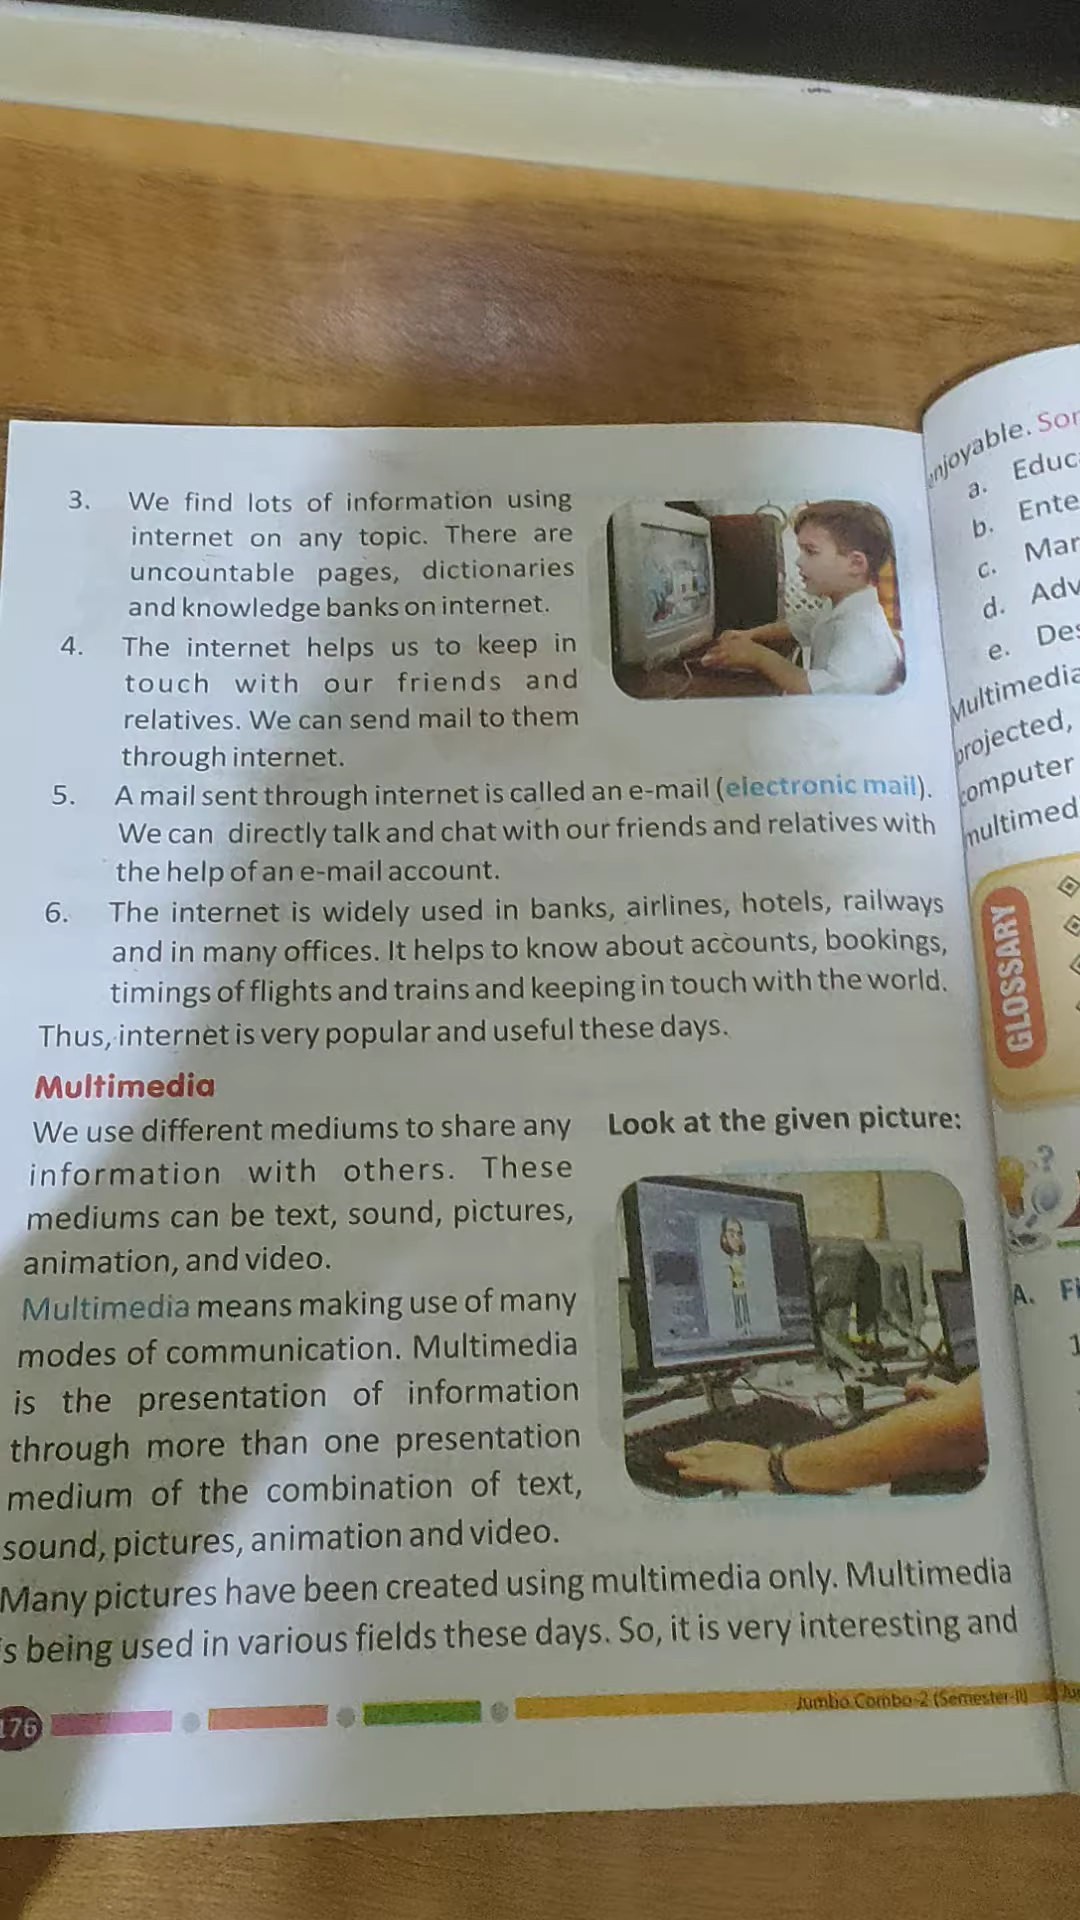 3. We find lots of information using
internet on any topic. There are
uncountable pages, dictionaries
and knowledge banks on internet.
4. The internet helps us to keep in
touch with our friends and
relatives. We can send mail to them
through internet.
5. A mail sent through internet is called an e-mail (electronic mail).
We can directly talk and chat with our friends and relatives with
the help of an e-mail account.
6. The internet is widely used in banks, airlines, hotels, railways
and in many offices. It helps to know about accounts, bookings,
timings of flights and trains and keeping in touch with the world.
Thus, internet is very popular and useful these days.
Multimedia
We use different mediums to share any
information with others. These
mediums can be text, sound, pictures,
animation, and video.
Look at the given picture:
Multimedia means making use of many
modes of communication. Multimedia
is the presentation of information
through more than one presentation
medium of the combination of text,
sound, pictures, animation and video.
Many pictures have been created using multimedia only. Multimedia
is being used in various fields these days. So, it is very interesting and
176
Jumbo Combo-2 (Semester-II)
enjoyable.
a.
b.
c.
d.
e.
Multimedia
projected,
computer
GLOSSARY
A.
1